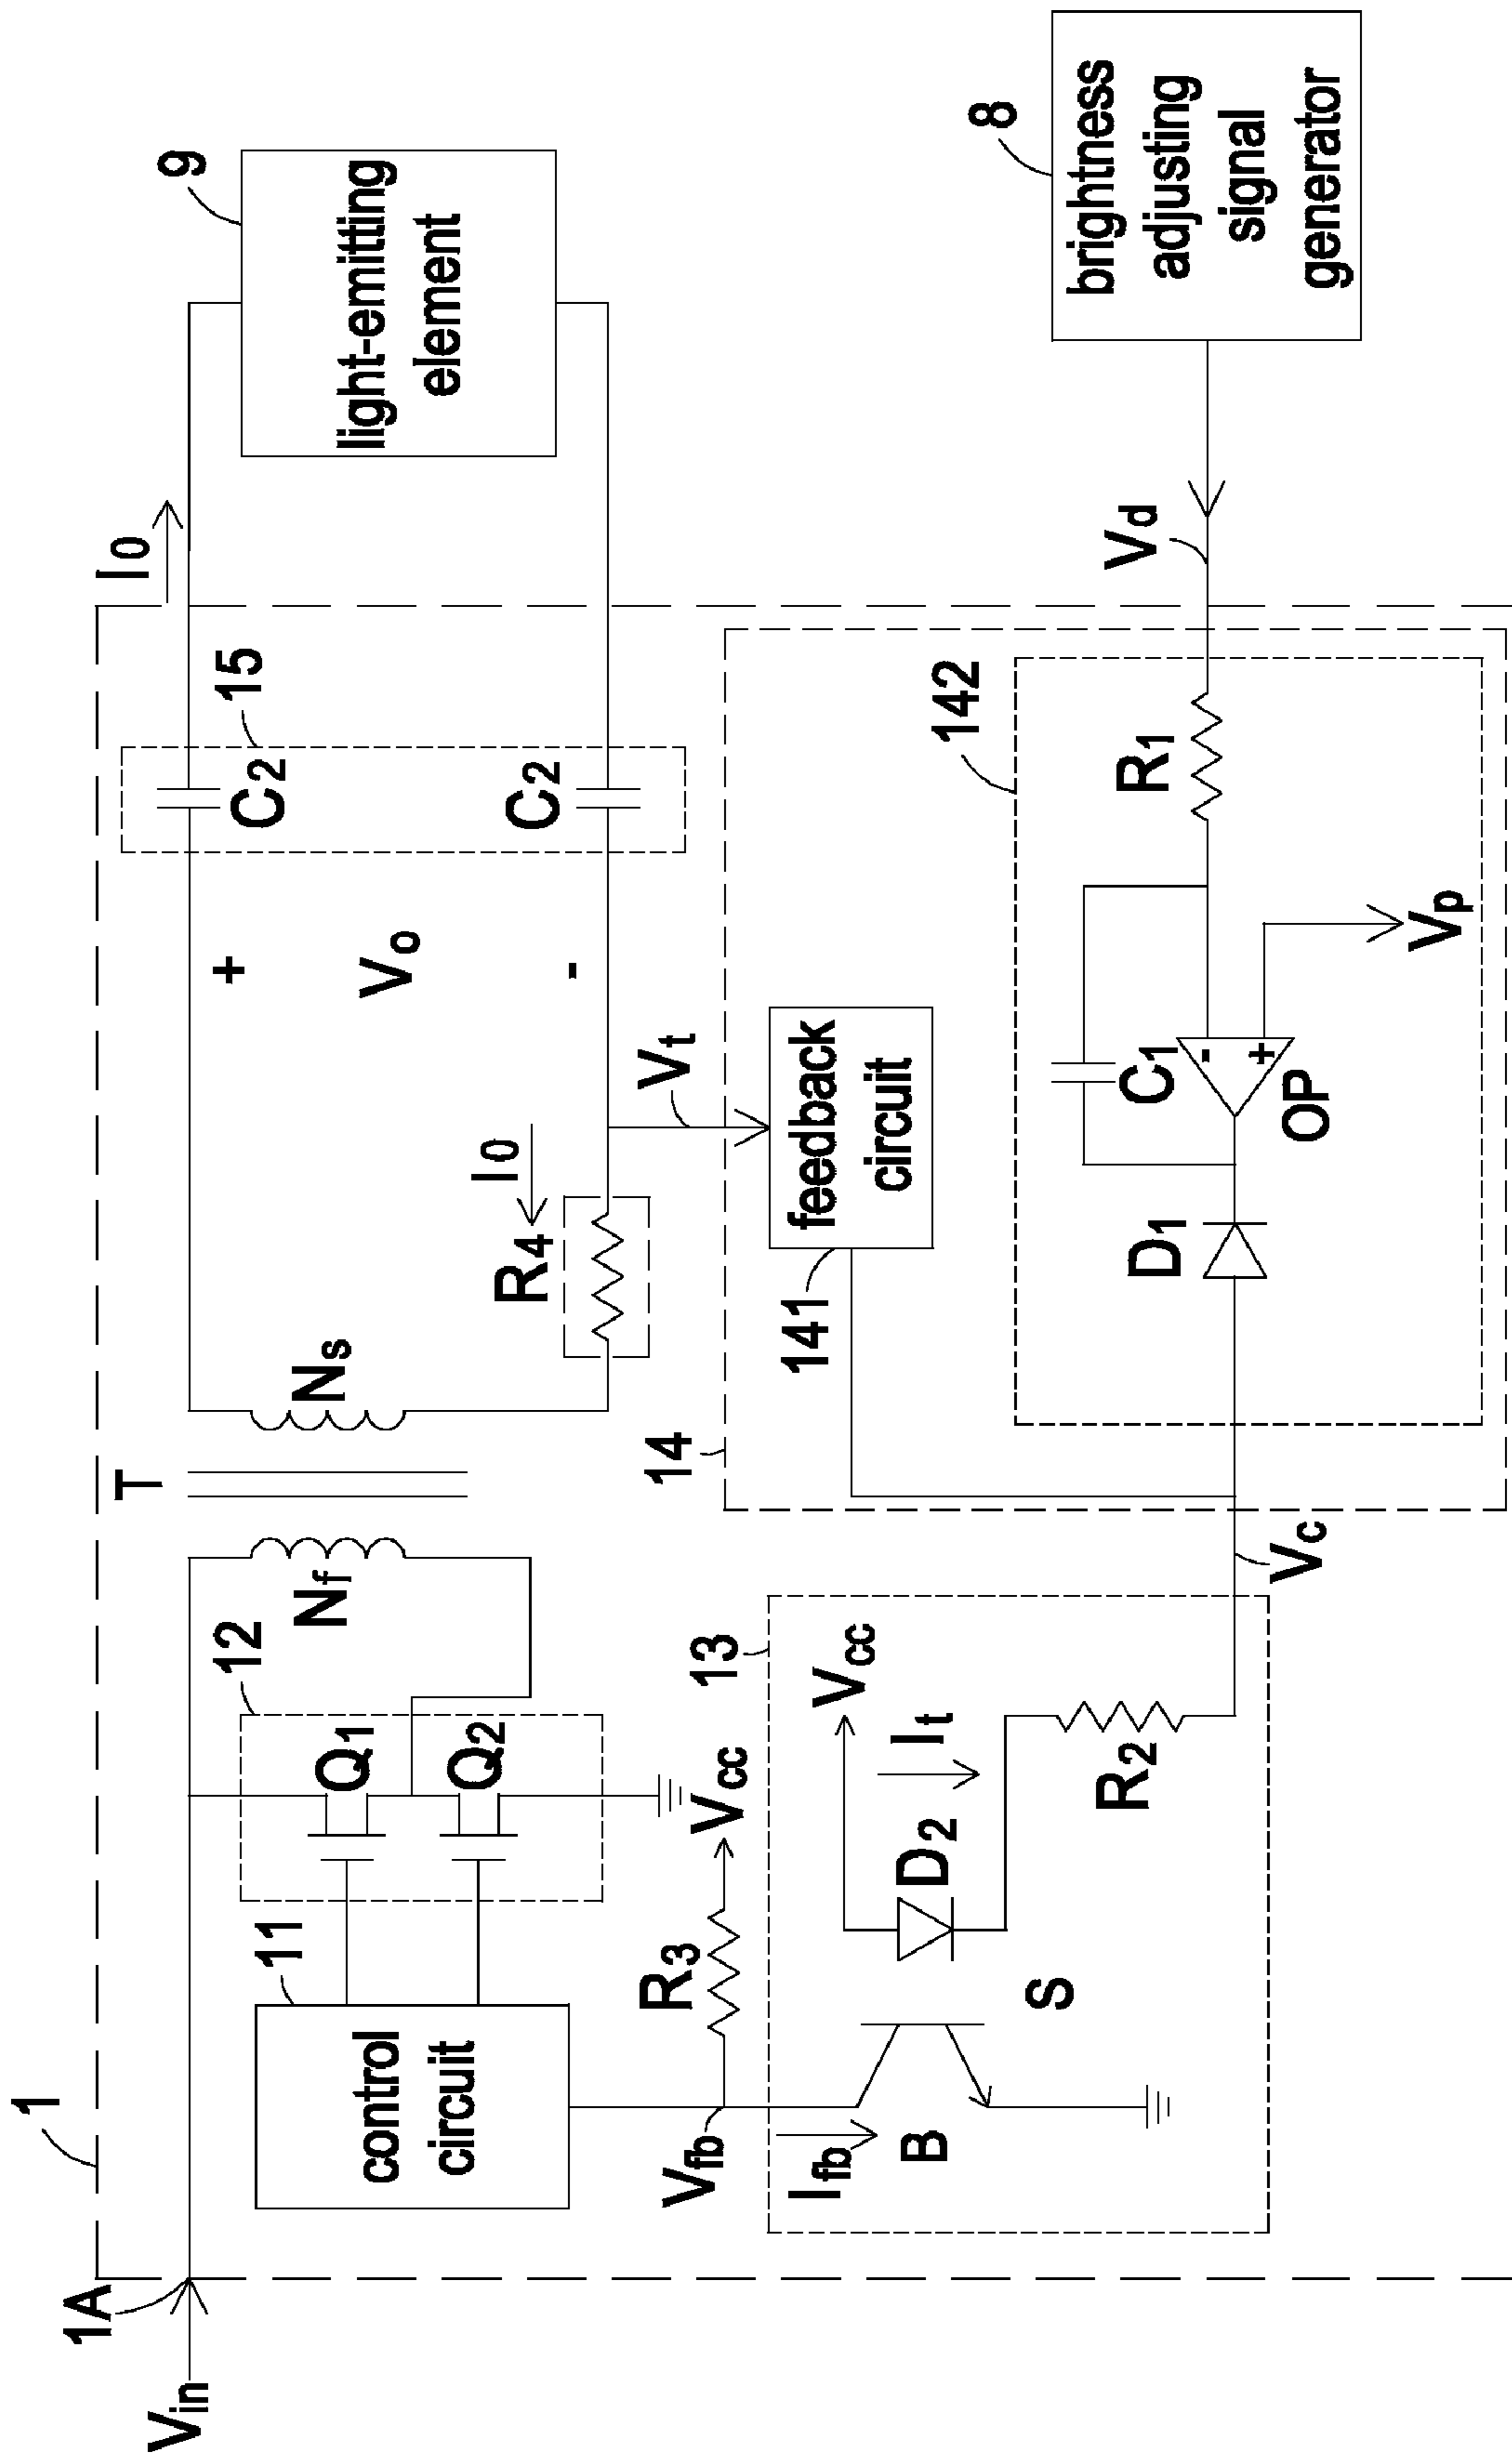 1
1A
Vin
11
control
circuit
12
Q1
Q2
Nf
T
Ns
R4
I0
+
Vo
-
15
C2
C2
I0
9
light-emitting
element
Vt
Vfb
R3
Vcc
13
Ifb
B
S
D2
Vcc
It
R2
Vc
14
141
feedback
circuit
142
D1
C1
-
+
OP
Vp
R1
Vd
8
brightness
adjusting
signal
generator